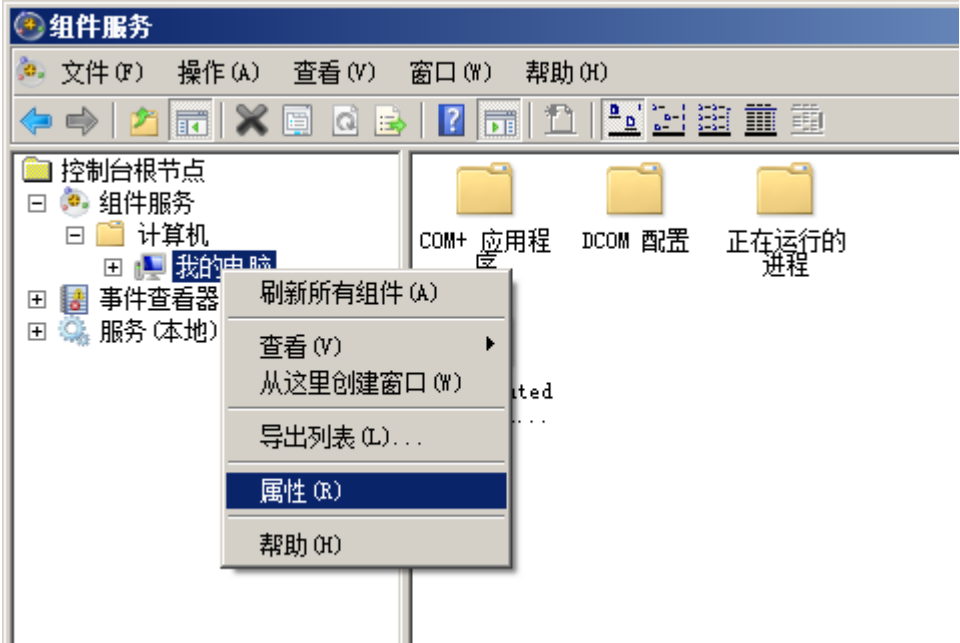 组件服务
文件(F) 操作(A) 查看(V) 窗口(W) 帮助(H)
控制台根节点
组件服务
计算机
我的电脑
事件查看器
服务(本地)
COM+ 应用程序
DCOM 配置
正在运行的
进程
刷新所有组件(A)
查看(V)
从这里创建窗口(W)
导出列表(L)...
属性(R)
帮助(H)
...